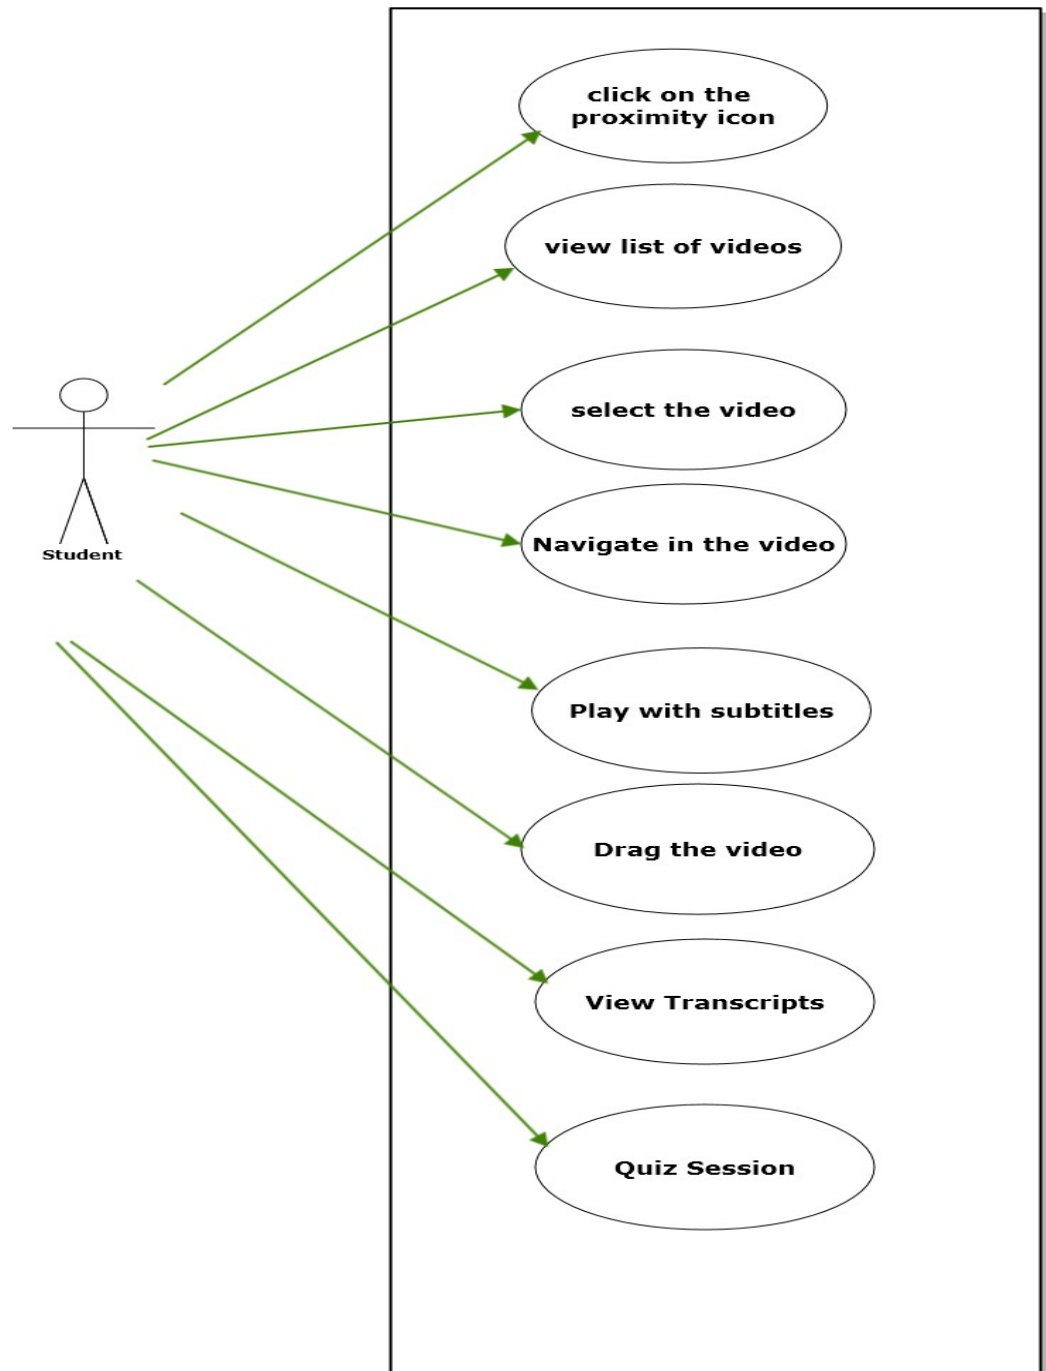 click on the
proximity icon
view list of videos
select the video
Navigate in the video
Student
Play with subtitles
Drag the video
View Transcripts
Quiz Session